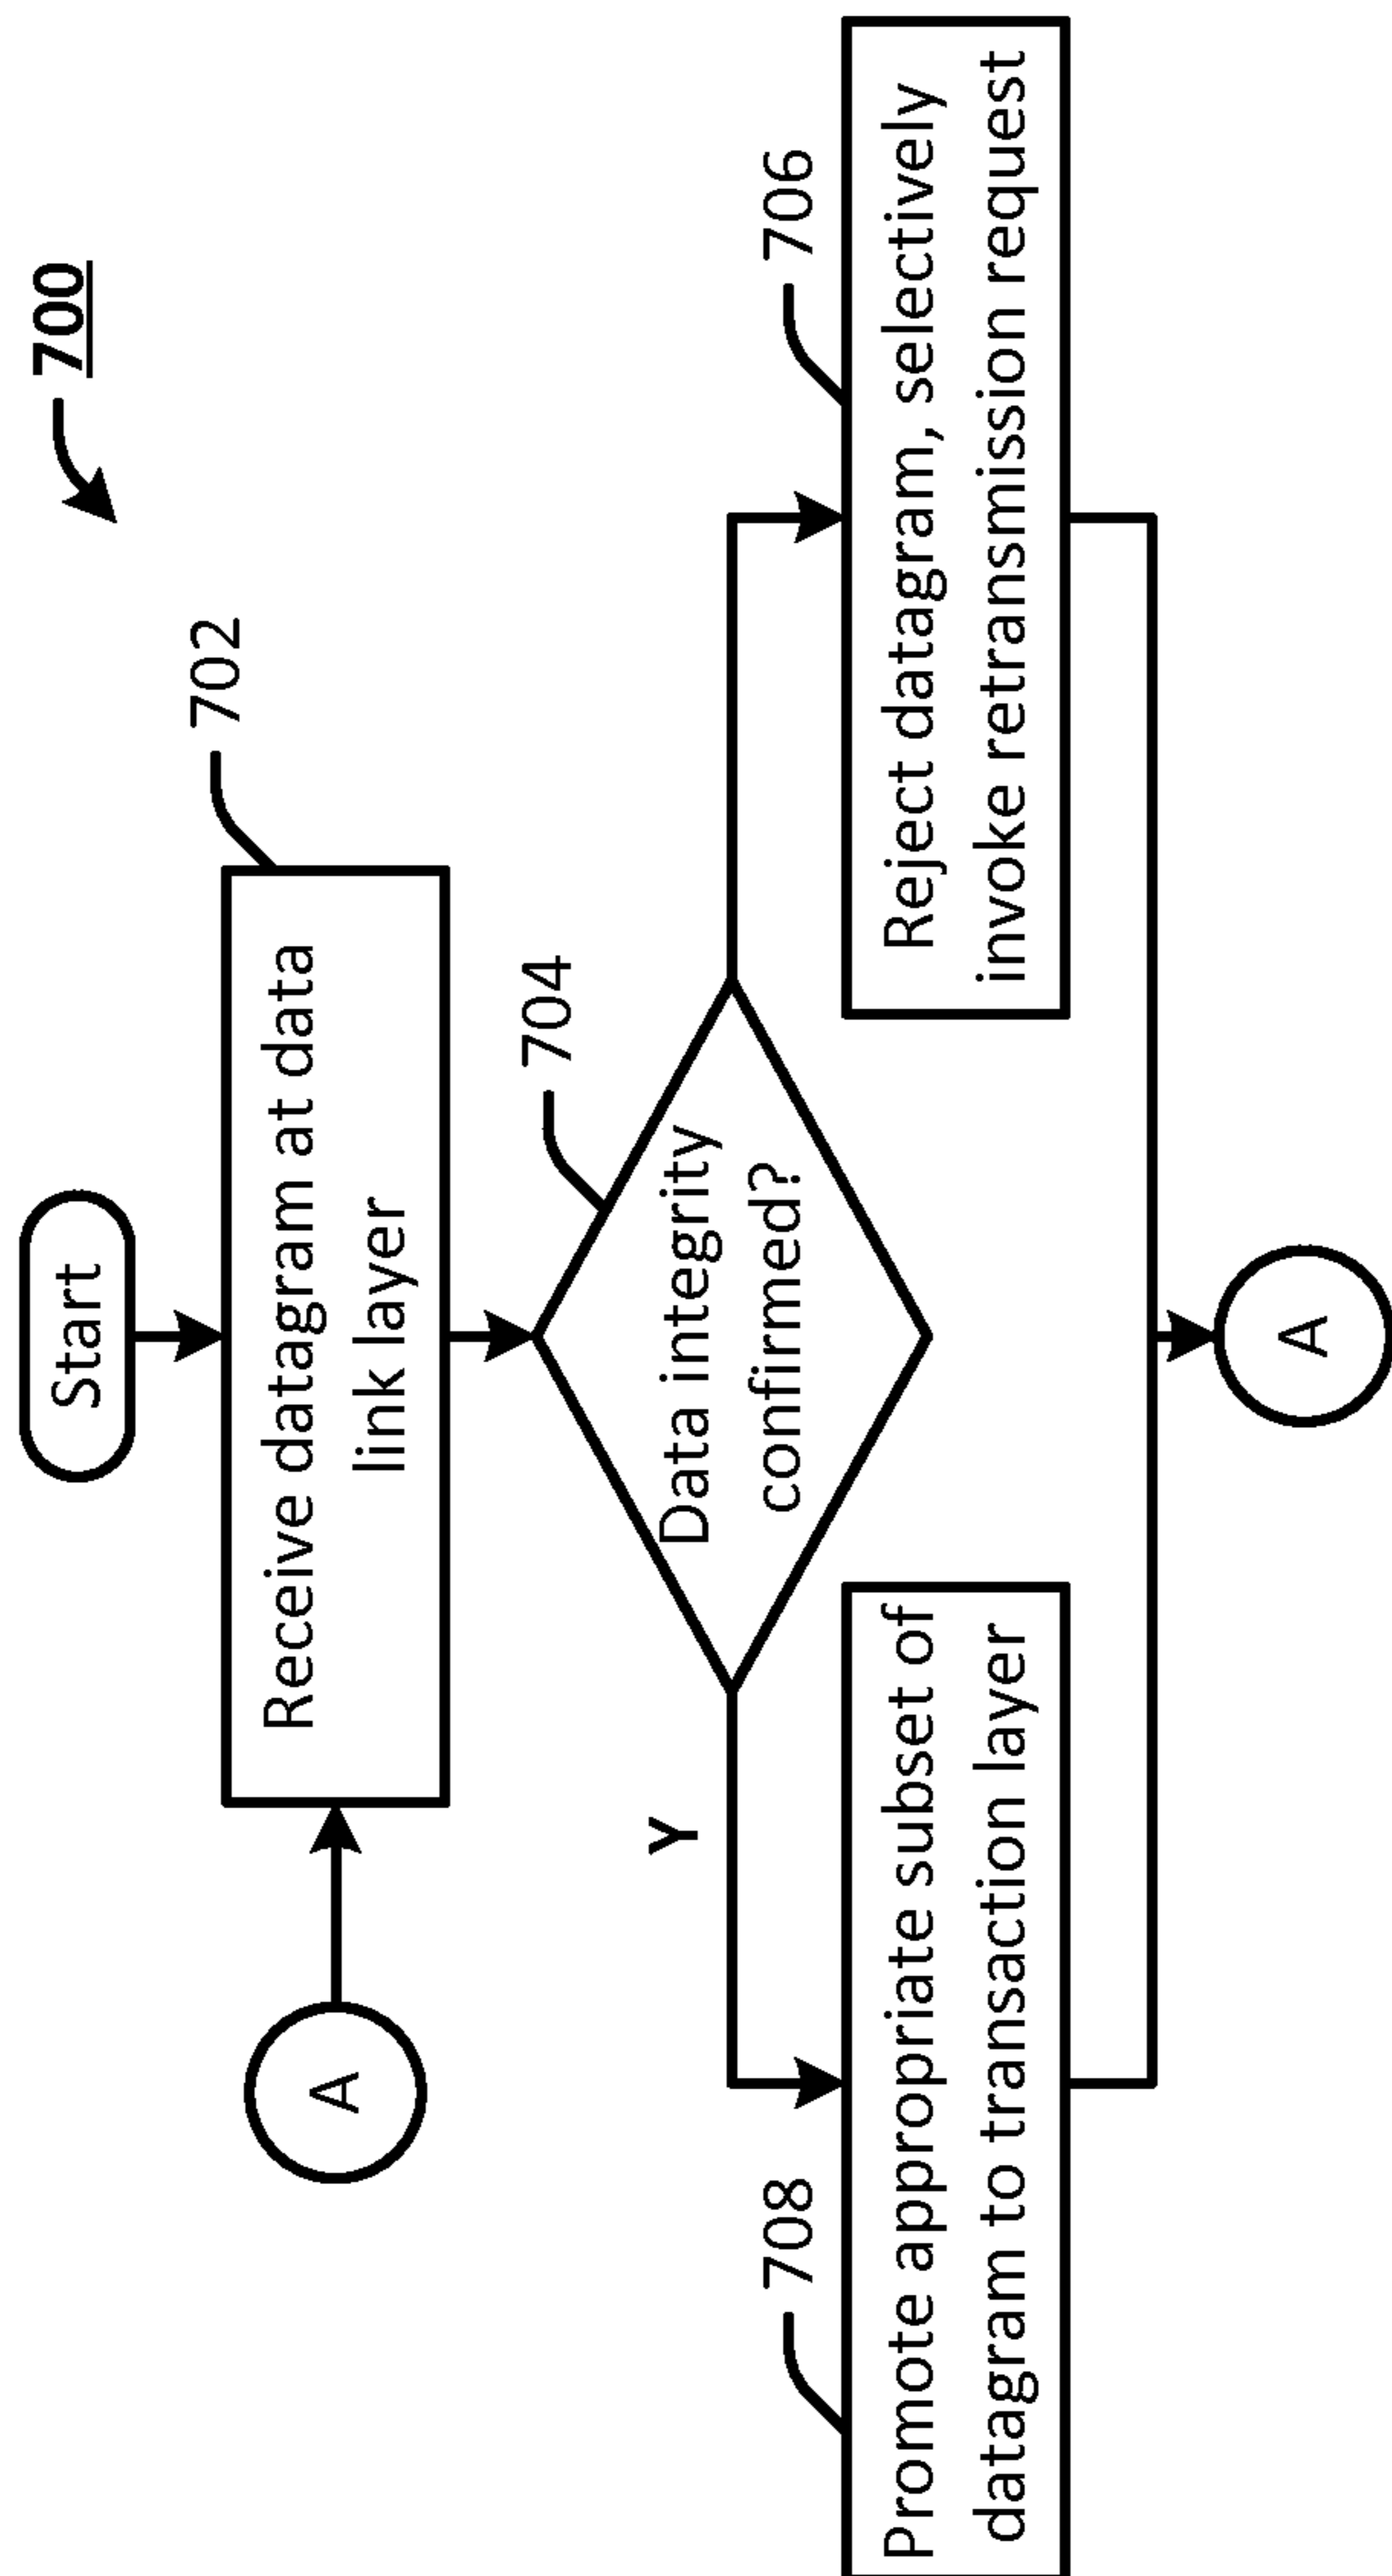 700
Start
A
Receive datagram at data
link layer
702
Data integrity
confirmed?
704
Y
708
Promote appropriate subset of
datagram to transaction layer
706
Reject datagram, selectively
invoke retransmission request
A